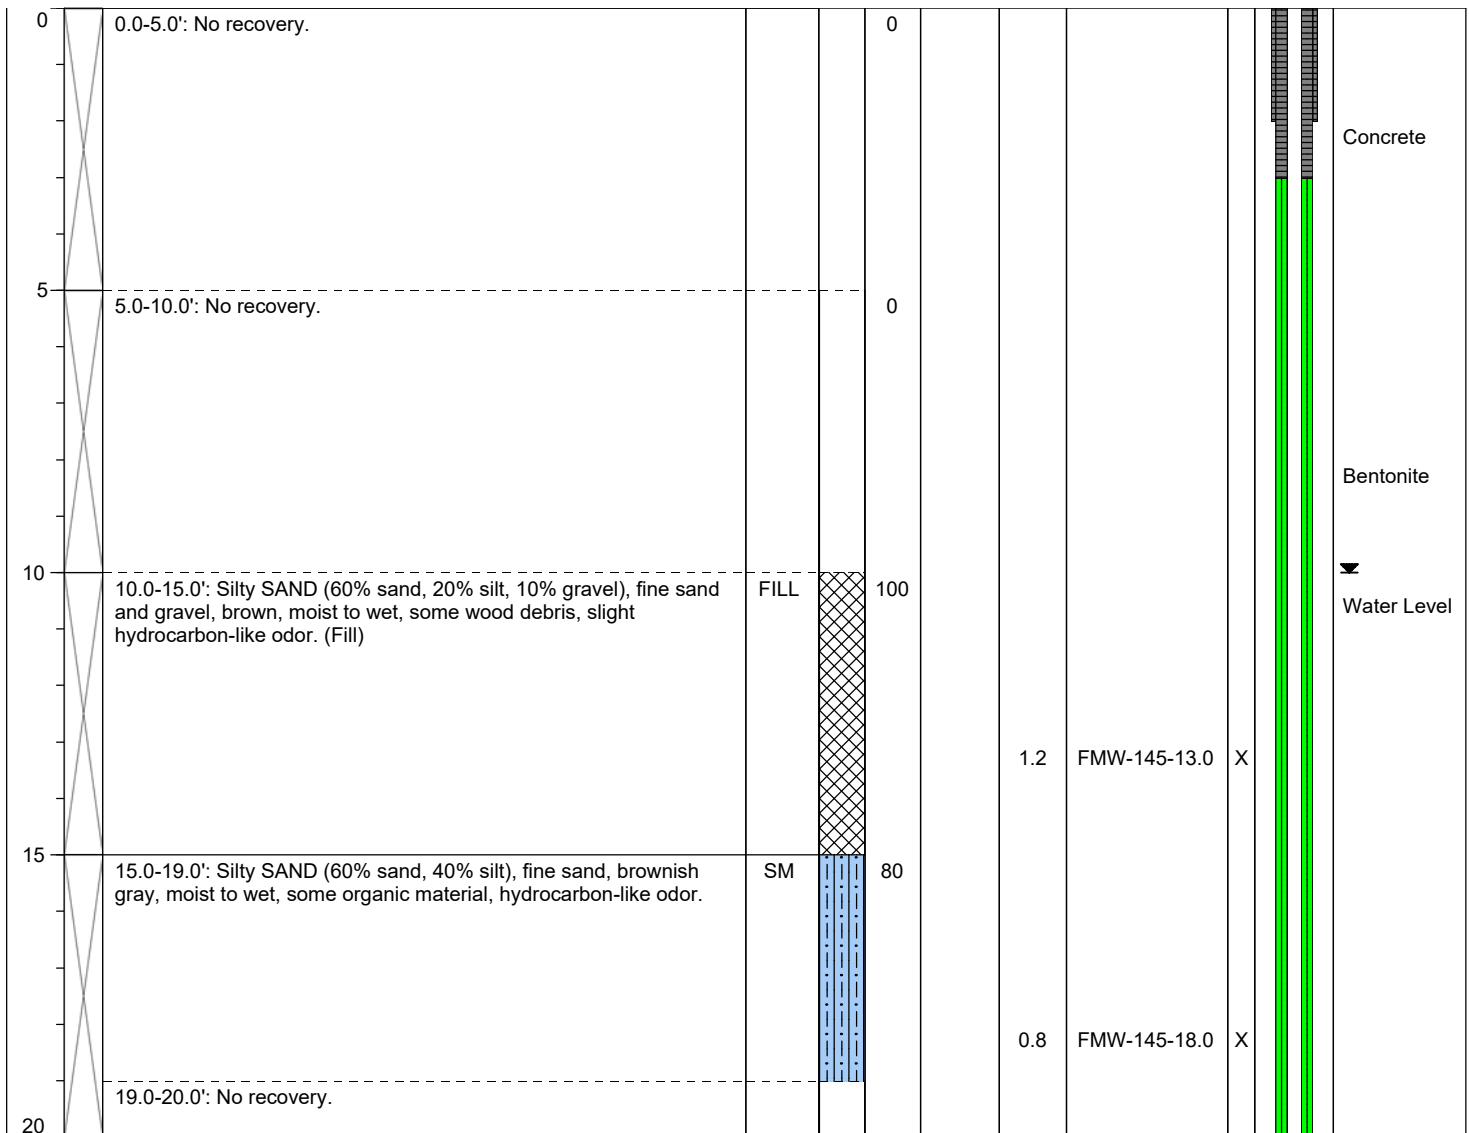 0
0.0-5.0': No recovery.
0
Concrete
5
5.0-10.0': No recovery.
0
Bentonite
10
10.0-15.0': Silty SAND (60% sand, 20% silt, 10% gravel), fine sand
and gravel, brown, moist to wet, some wood debris, slight
hydrocarbon-like odor. (Fill)
FILL
100
Water Level
1.2
FMW-145-13.0
X
15
15.0-19.0': Silty SAND (60% sand, 40% silt), fine sand, brownish
gray, moist to wet, some organic material, hydrocarbon-like odor.
SM
80
0.8
FMW-145-18.0
X
19.0-20.0': No recovery.
20